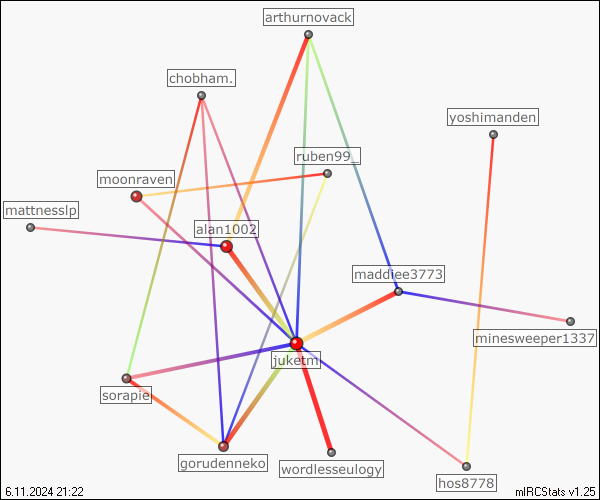 arthurnovack
chobham.
yoshimanden
ruben99_
moonraven
mattnesslp
alan1002
maddiee3773
minesweeper1337
juketm
sorapie
gorudenneko
wordlesseulogy
hos8778
6.11.2024 21:22
mIRCStats v1.25